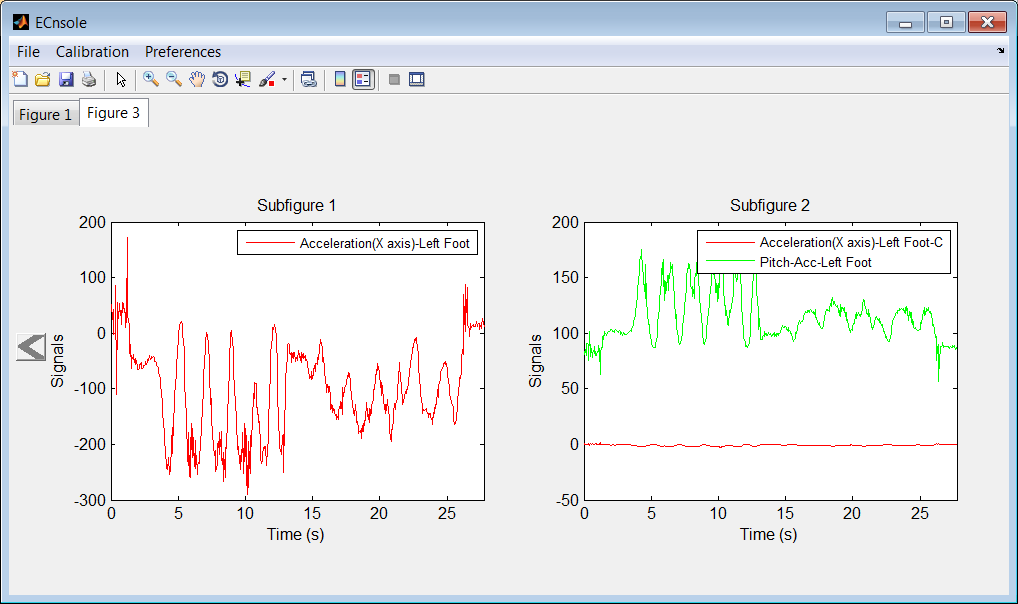 ECnsole
File Calibration Preferences
Figure 1 Figure 3
Subfigure 1
200
100
0
-100
-200
-300
Signals
0 5 10 15 20 25
Time (s)
Acceleration(X axis)-Left Foot
Subfigure 2
200
150
100
50
0
-50
Signals
0 5 10 15 20 25
Time (s)
Acceleration(X axis)-Left Foot-C
Pitch-Acc-Left Foot